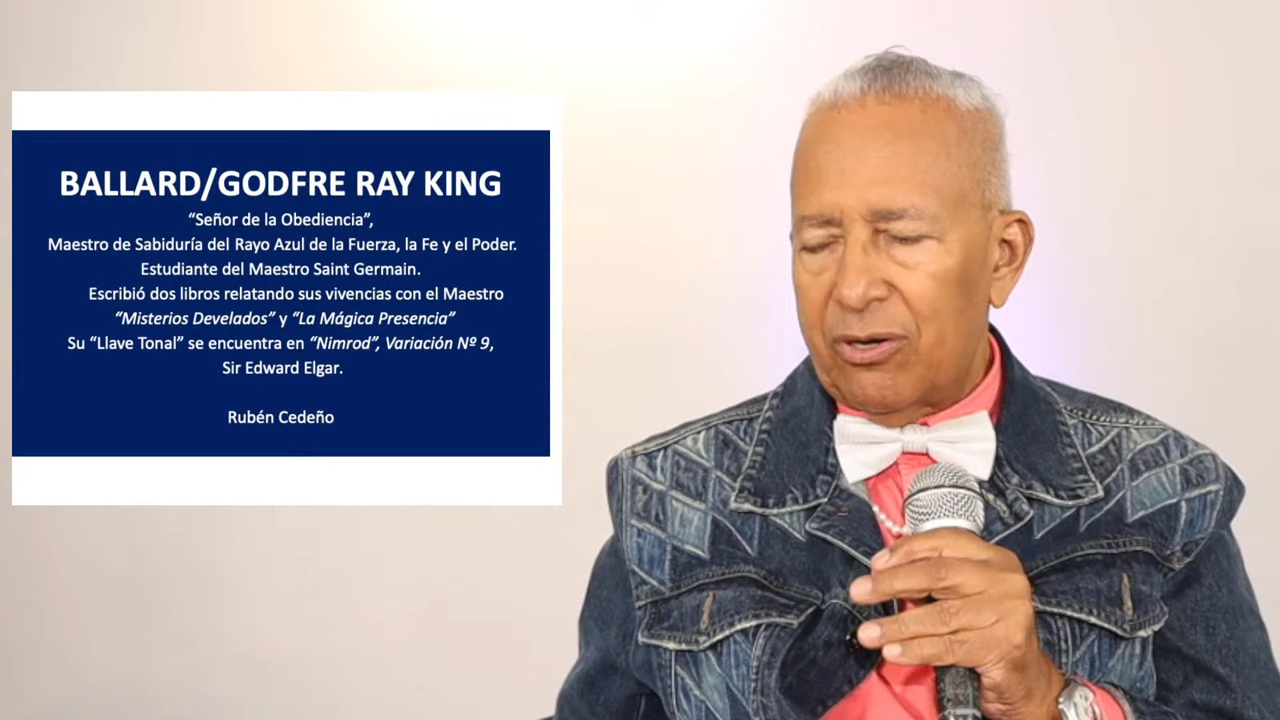 BALLARD/GODFRE RAY KING
“Señor de la Obediencia”,
Maestro de Sabiduría del Rayo Azul de la Fuerza, la Fe y el Poder.
Estudiante del Maestro Saint Germain.
Escribió dos libros relatando sus vivencias con el Maestro
“Misterios Develados” y “La Mágica Presencia”
Su “Llave Tonal” se encuentra en “Nimrod”, Variación Nº 9,
Sir Edward Elgar.
Rubén Cedeño